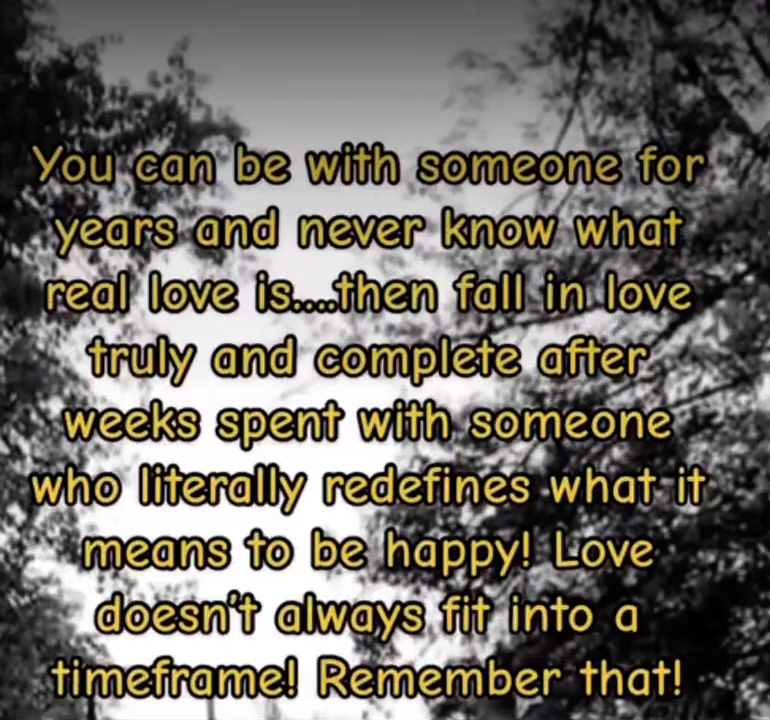 You can be with someone for
years and never know what
real love is....then fall in love
truly and complete after
weeks spent with someone
who literally redefines what it
means to be happy! Love
doesn't always fit into a
timeframe! Remember that!